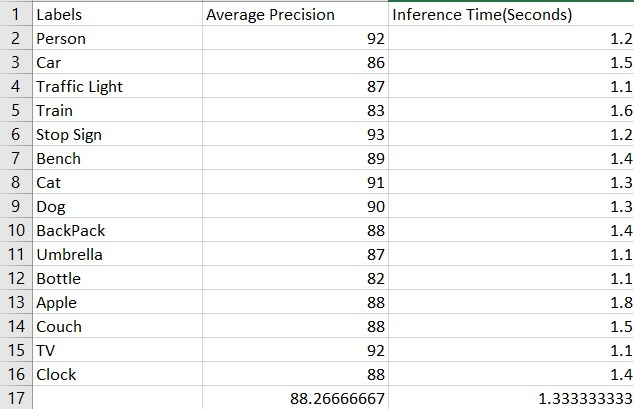 1 Labels Average Precision Inference Time(Seconds)
2 Person 92 1.2
3 Car 86 1.5
4 Traffic Light 87 1.1
5 Train 83 1.6
6 Stop Sign 93 1.2
7 Bench 89 1.4
8 Cat 91 1.3
9 Dog 90 1.3
10 BackPack 88 1.4
11 Umbrella 87 1.1
12 Bottle 82 1.1
13 Apple 88 1.8
14 Couch 88 1.5
15 TV 92 1.1
16 Clock 88 1.4
17 88.26666667 1.333333333